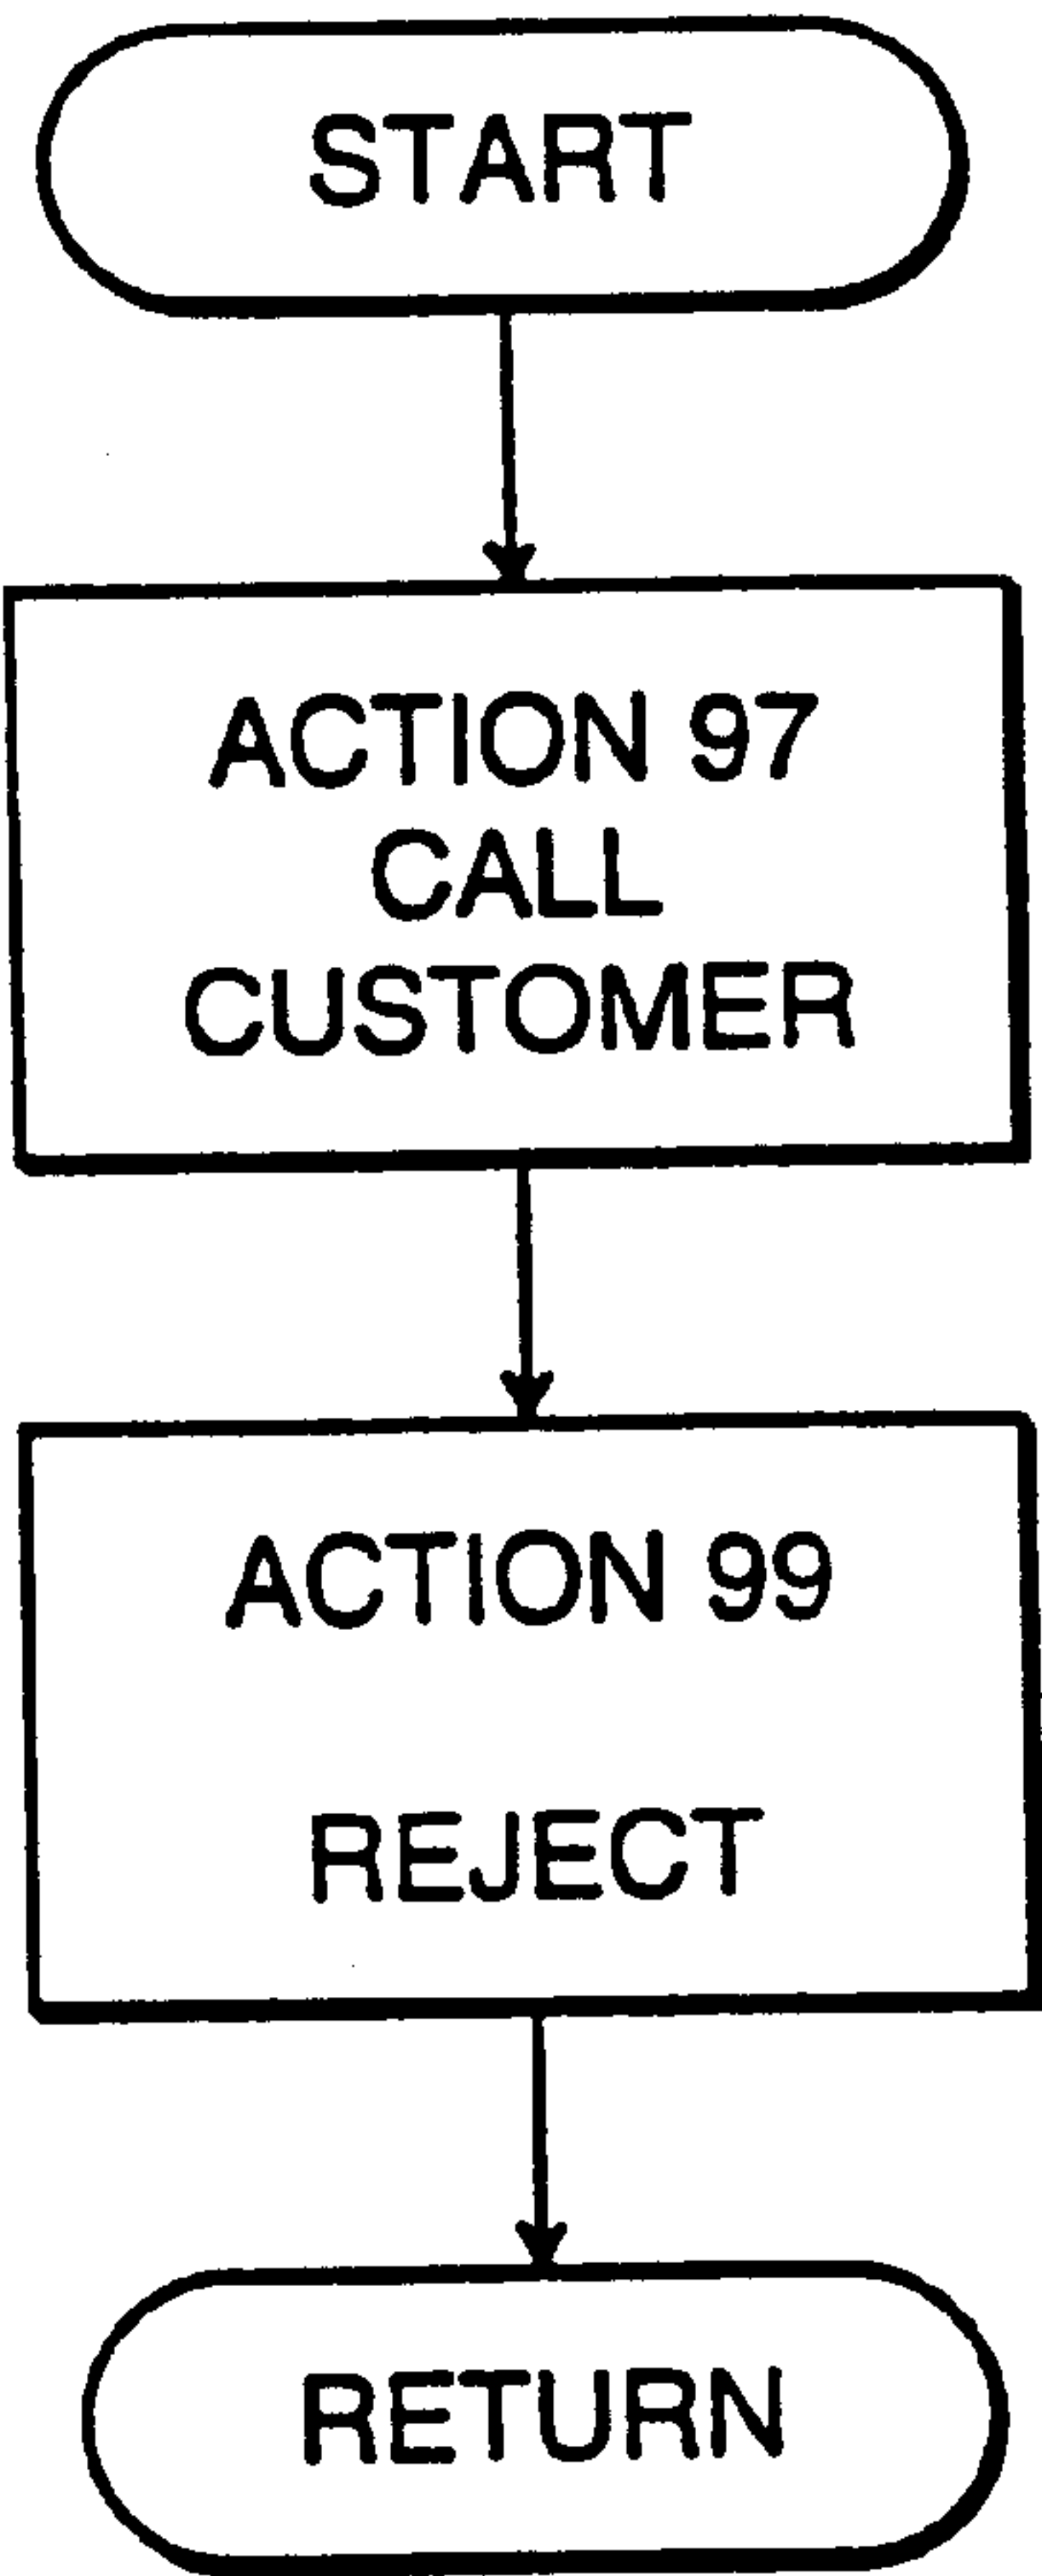 START
ACTION 97
CALL
CUSTOMER
ACTION 99
REJECT
RETURN